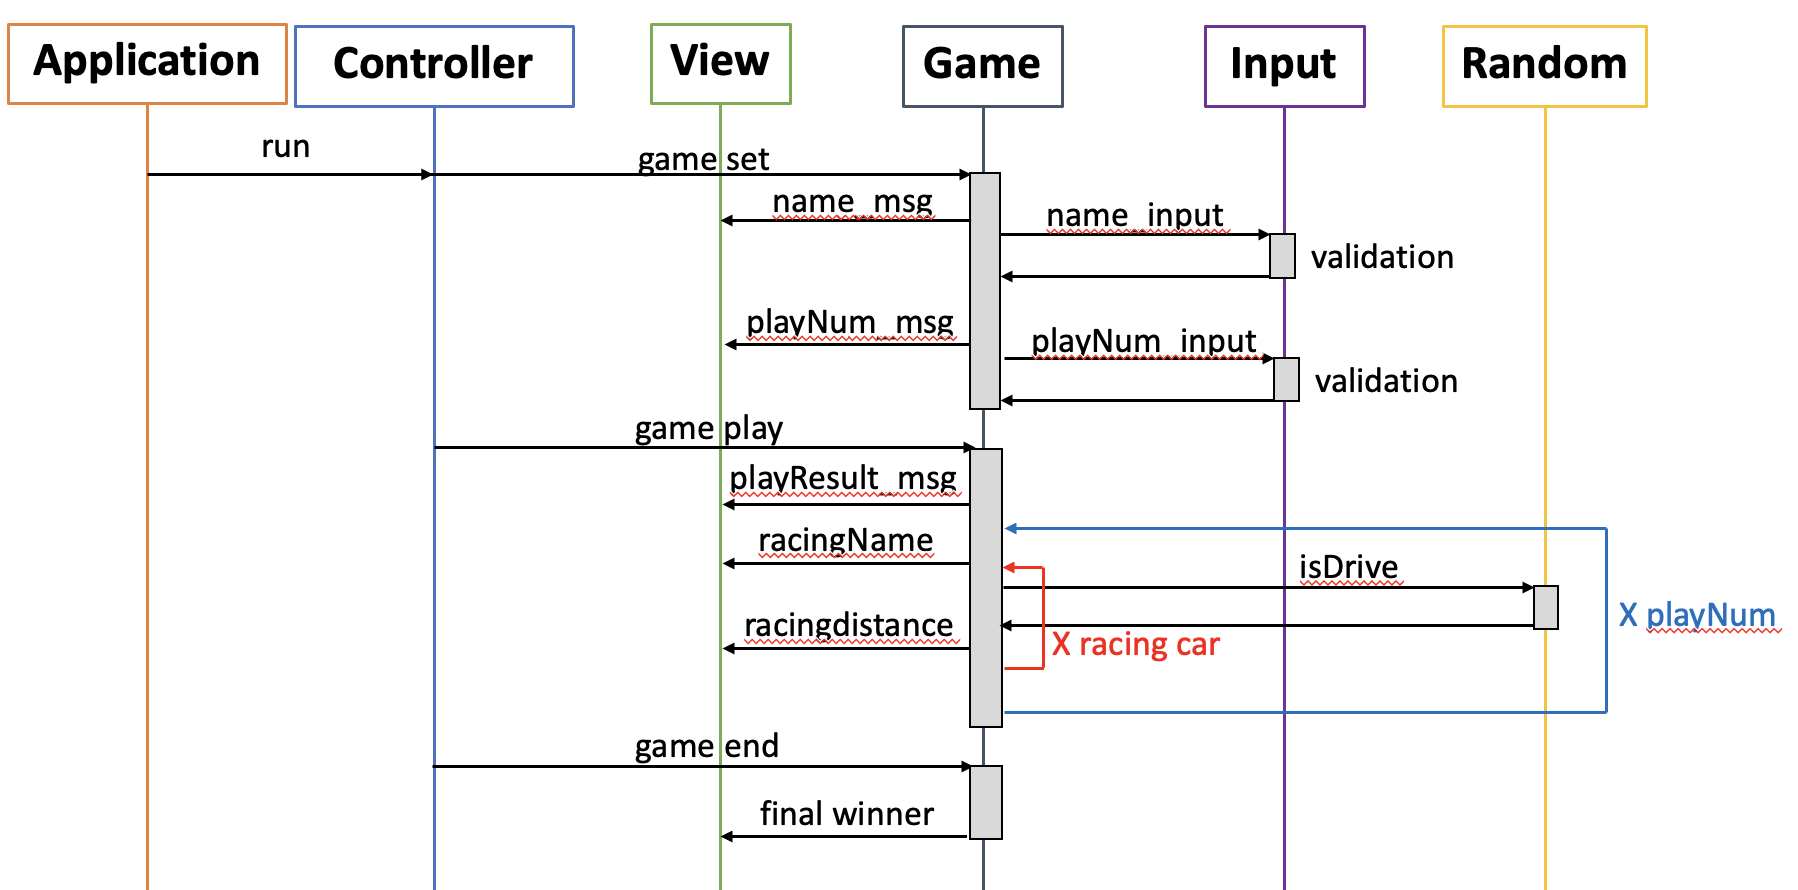 Application
Controller
View
Game
Input
Random
run
game set
name_msg
name_input
validation
playNum_msg
playNum_input
validation
game play
playResult_msg
racingName
isDrive
X playNum
racingdistance
X racing car
game end
final winner